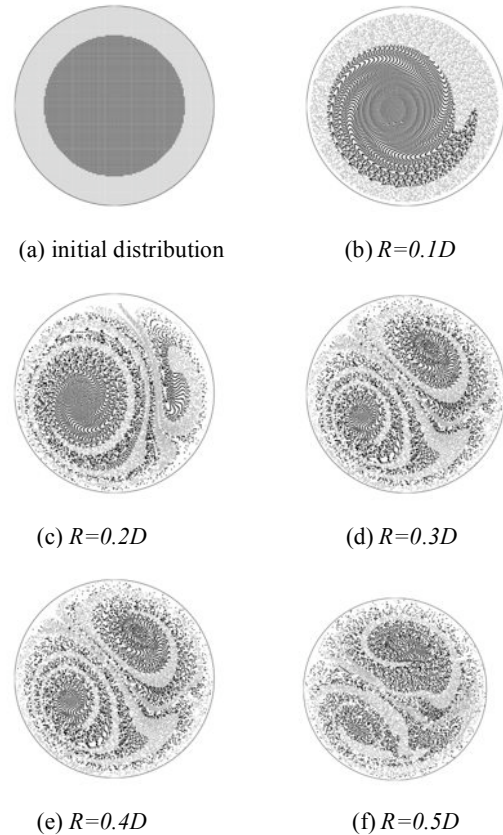 (a) initial distribution
(b) R=0.1D
(c) R=0.2D
(d) R=0.3D
(e) R=0.4D
(f) R=0.5D